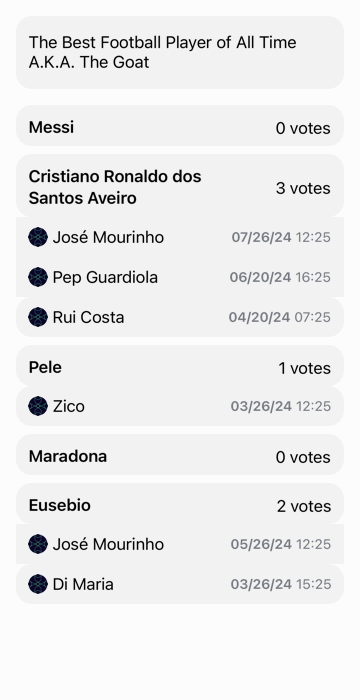 The Best Football Player of All Time
A.K.A. The Goat
Messi 0 votes
Cristiano Ronaldo dos
Santos Aveiro 3 votes
José Mourinho 07/26/24 12:25
Pep Guardiola 06/20/24 16:25
Rui Costa 04/20/24 07:25
Pele 1 votes
Zico 03/26/24 12:25
Maradona 0 votes
Eusebio 2 votes
José Mourinho 05/26/24 12:25
Di Maria 03/26/24 15:25